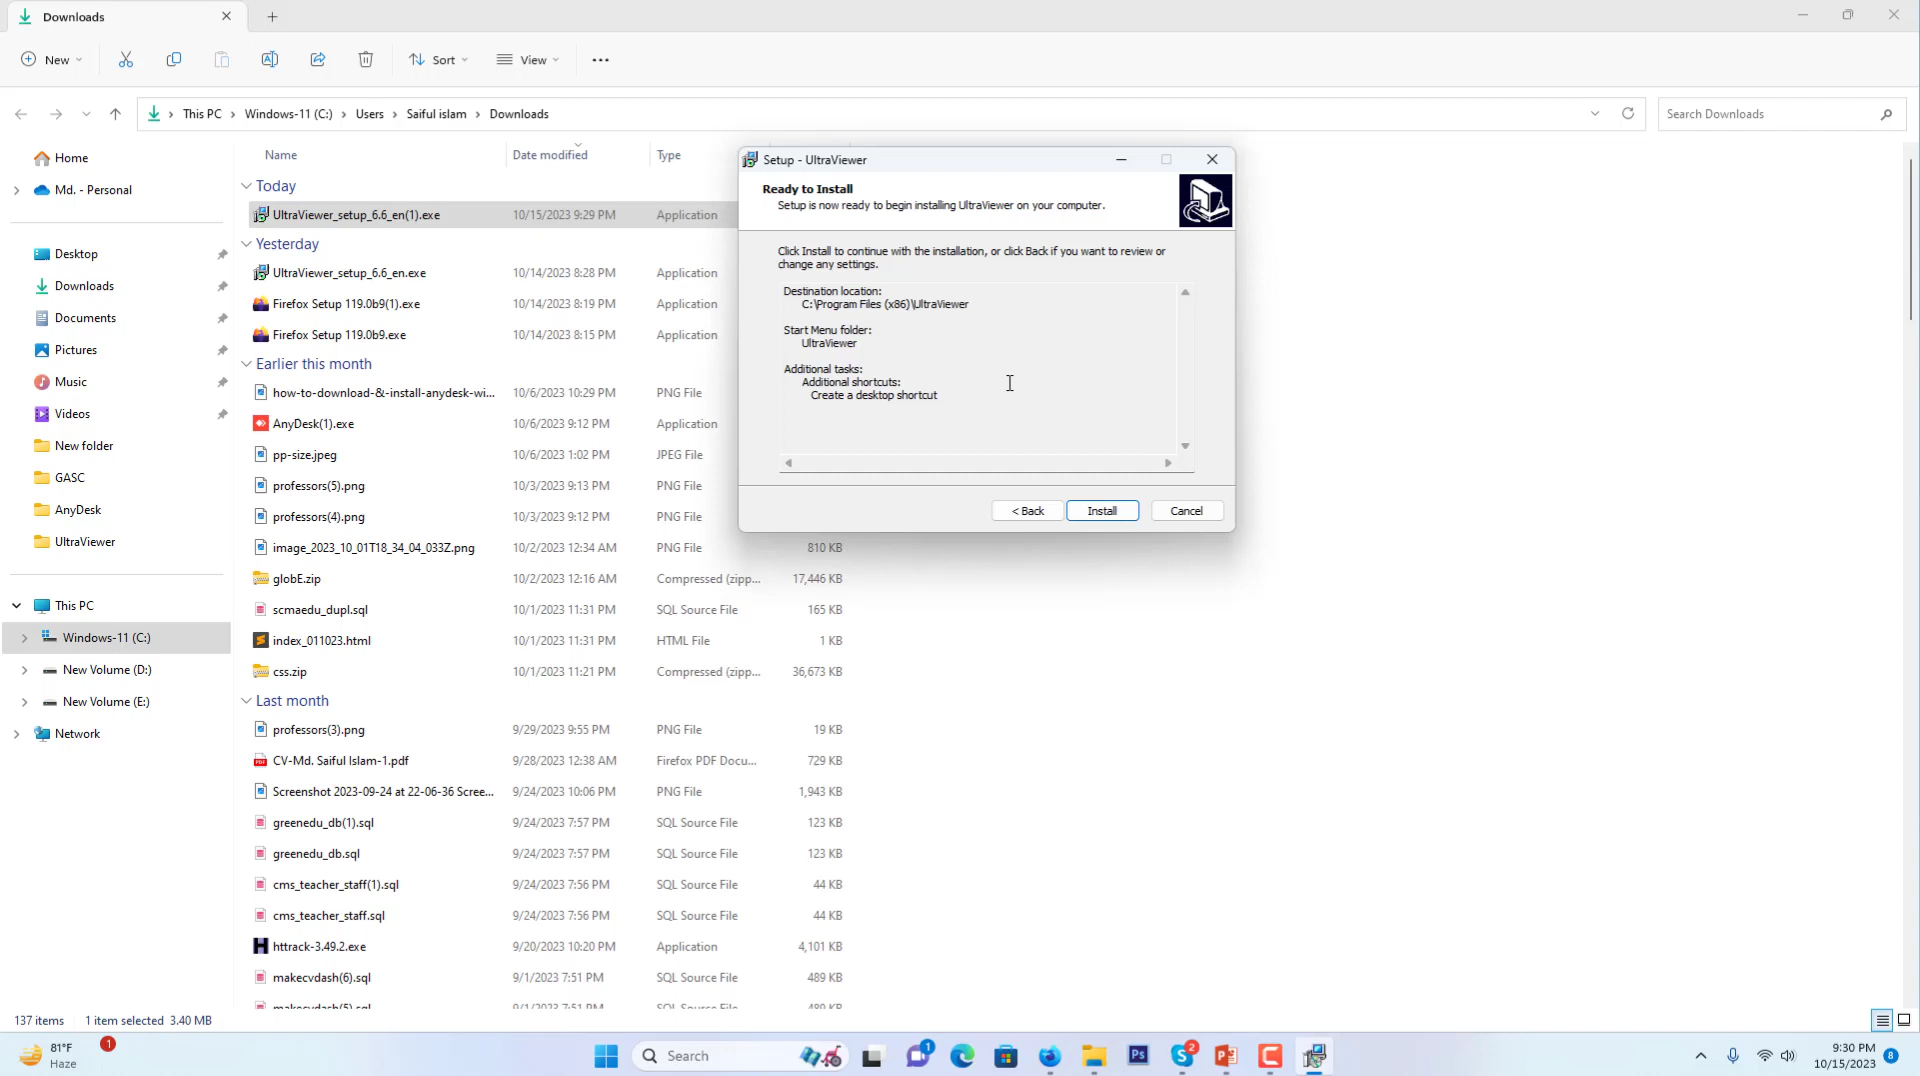 Downloads
New
Sort
View
This PC > Windows-11 (C:) > Users > Saiful islam > Downloads
Search Downloads
Home
Md. - Personal
Desktop
Downloads
Documents
Pictures
Music
Videos
New folder
GASC
AnyDesk
UltraViewer
This PC
Windows-11 (C:)
New Volume (D:)
New Volume (E:)
Network
Name Date modified Type
Today
UltraViewer_setup_6.6_en(1).exe 10/15/2023 9:29 PM Application
Yesterday
UltraViewer_setup_6.6_en.exe 10/14/2023 8:28 PM Application
Firefox Setup 119.0b9(1).exe 10/14/2023 8:19 PM Application
Firefox Setup 119.0b9.exe 10/14/2023 8:15 PM Application
Earlier this month
how-to-download-&-install-anydesk-wi... 10/6/2023 10:29 PM PNG File
AnyDesk(1).exe 10/6/2023 9:12 PM Application
pp-size.jpeg 10/6/2023 1:02 PM JPEG File
professors(5).png 10/3/2023 9:13 PM PNG File
professors(4).png 10/3/2023 9:12 PM PNG File
image_2023_10_01T18_34_04_033Z.png 10/2/2023 12:34 AM PNG File 810 KB
globE.zip 10/2/2023 12:16 AM Compressed (zipp... 17,446 KB
scmaedu_dupl.sql 10/1/2023 11:31 PM SQL Source File 165 KB
index_011023.html 10/1/2023 11:31 PM HTML File 1 KB
css.zip 10/1/2023 11:21 PM Compressed (zipp... 36,673 KB
Last month
professors(3).png 9/29/2023 9:55 PM PNG File 19 KB
CV-Md. Saiful Islam-1.pdf 9/28/2023 12:38 AM Firefox PDF Docu... 729 KB
Screenshot 2023-09-24 at 22-06-36 Scree... 9/24/2023 10:06 PM PNG File 1,943 KB
greenedu_db(1).sql 9/24/2023 7:57 PM SQL Source File 123 KB
greenedu_db.sql 9/24/2023 7:57 PM SQL Source File 123 KB
cms_teacher_staff(1).sql 9/24/2023 7:56 PM SQL Source File 44 KB
cms_teacher_staff.sql 9/24/2023 7:56 PM SQL Source File 44 KB
httrack-3.49.2.exe 9/20/2023 10:20 PM Application 4,101 KB
makecvdash(6).sql 9/1/2023 7:51 PM SQL Source File 489 KB
makecvdash(5).sql 9/1/2023 7:51 PM SQL Source File 489 KB
Setup - UltraViewer
Ready to Install
Setup is now ready to begin installing UltraViewer on your computer.
Click Install to continue with the installation, or click Back if you want to review or
change any settings.
Destination location:
C:\Program Files (x86)\UltraViewer
Start Menu folder:
UltraViewer
Additional tasks:
Additional shortcuts:
Create a desktop shortcut
< Back Install Cancel
137 items 1 item selected 3.40 MB
81°F
Haze
1
Search
1
Ps
2
9:30 PM
10/15/2023
8